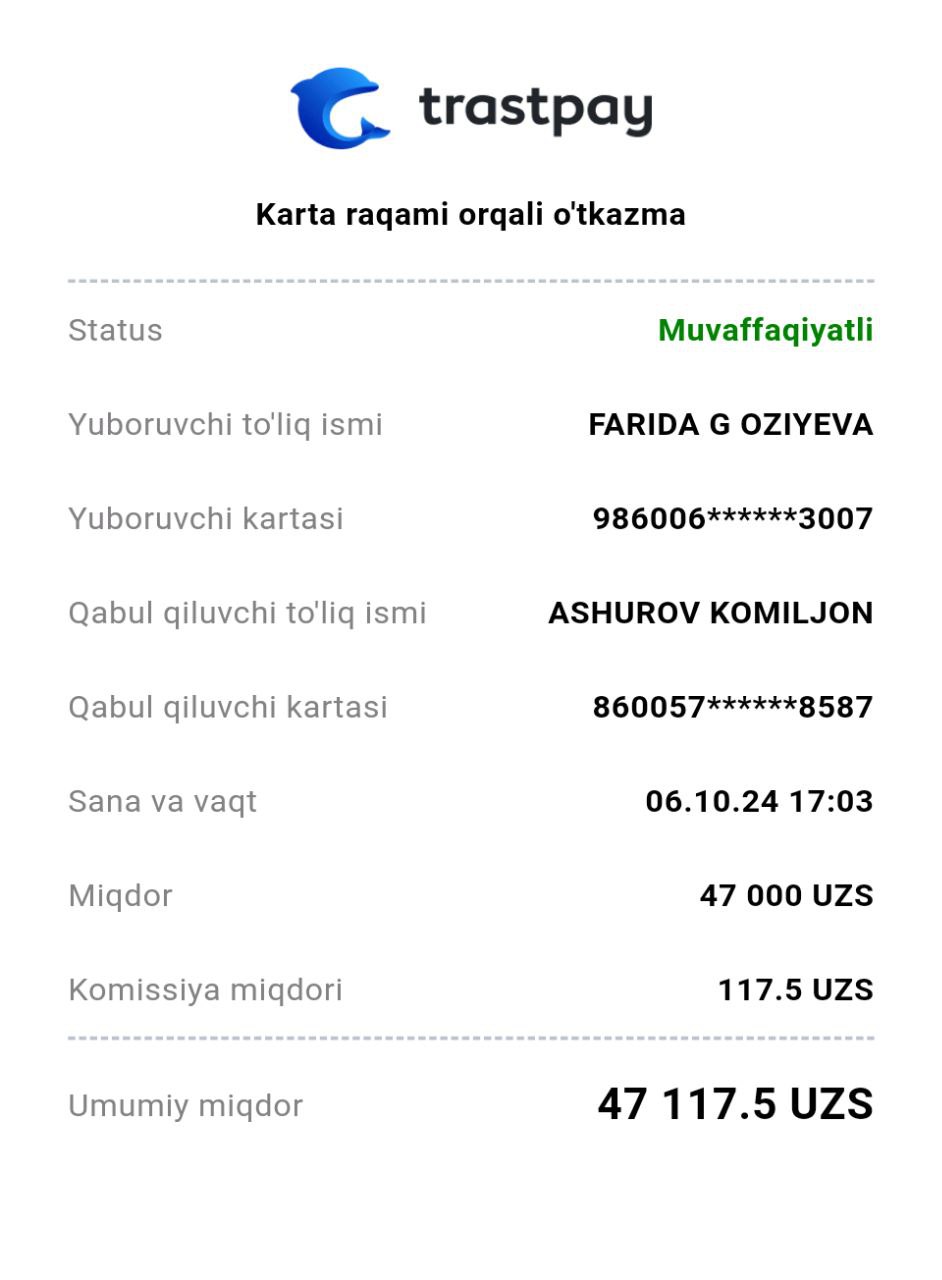 trastpay
Karta raqami orqali o'tkazma
Status Muvaffaqiyatli
Yuboruvchi to'liq ismi FARIDA G OZIYEVA
Yuboruvchi kartasi 986006******3007
Qabul qiluvchi to'liq ismi ASHUROV KOMILJON
Qabul qiluvchi kartasi 860057******8587
Sana va vaqt 06.10.24 17:03
Miqdor 47 000 UZS
Komissiya miqdori 117.5 UZS
Umumiy miqdor 47 117.5 UZS